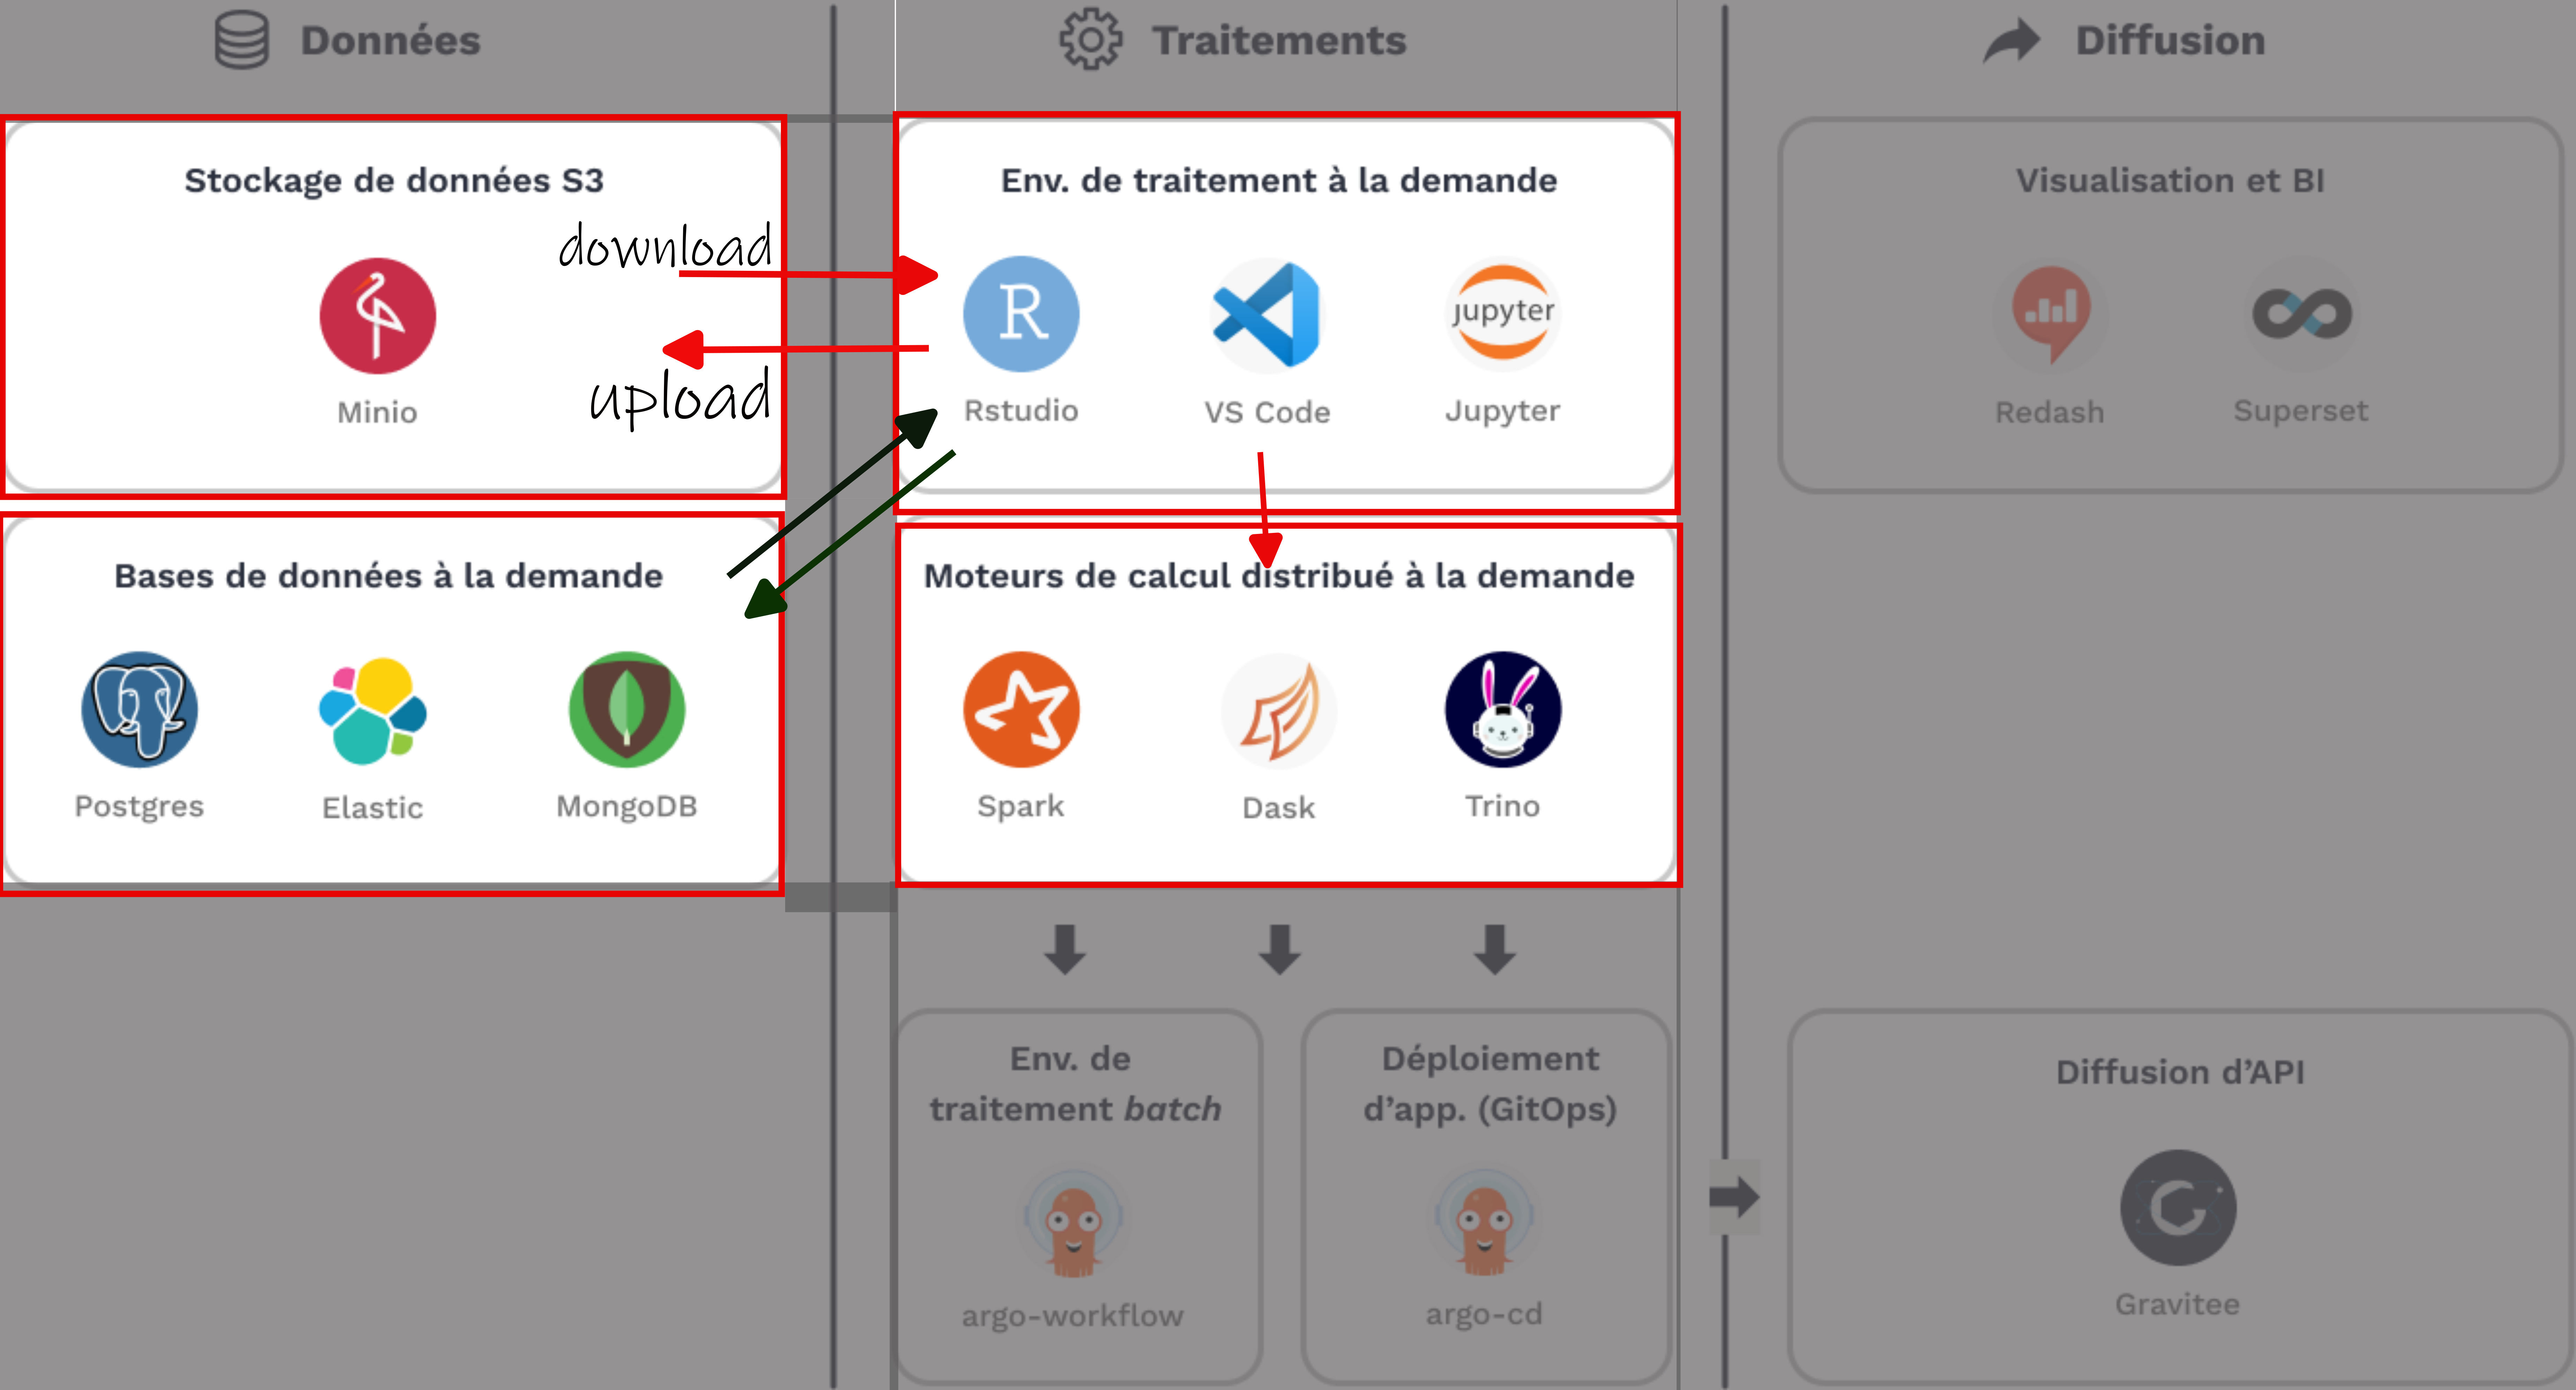 Données
Traitements
Diffusion
Stockage de données S3
download
Minio
upload
Env. de traitement à la demande
R
jupyter
Rstudio
VS Code
Jupyter
Visualisation et BI
Redash
Superset
Bases de données à la demande
Postgres
Elastic
MongoDB
Moteurs de calcul distribué à la demande
Spark
Dask
Trino
Env. de
traitement batch
argo-workflow
Déploiement
d’app. (GitOps)
argo-cd
Diffusion d’API
Gravitee